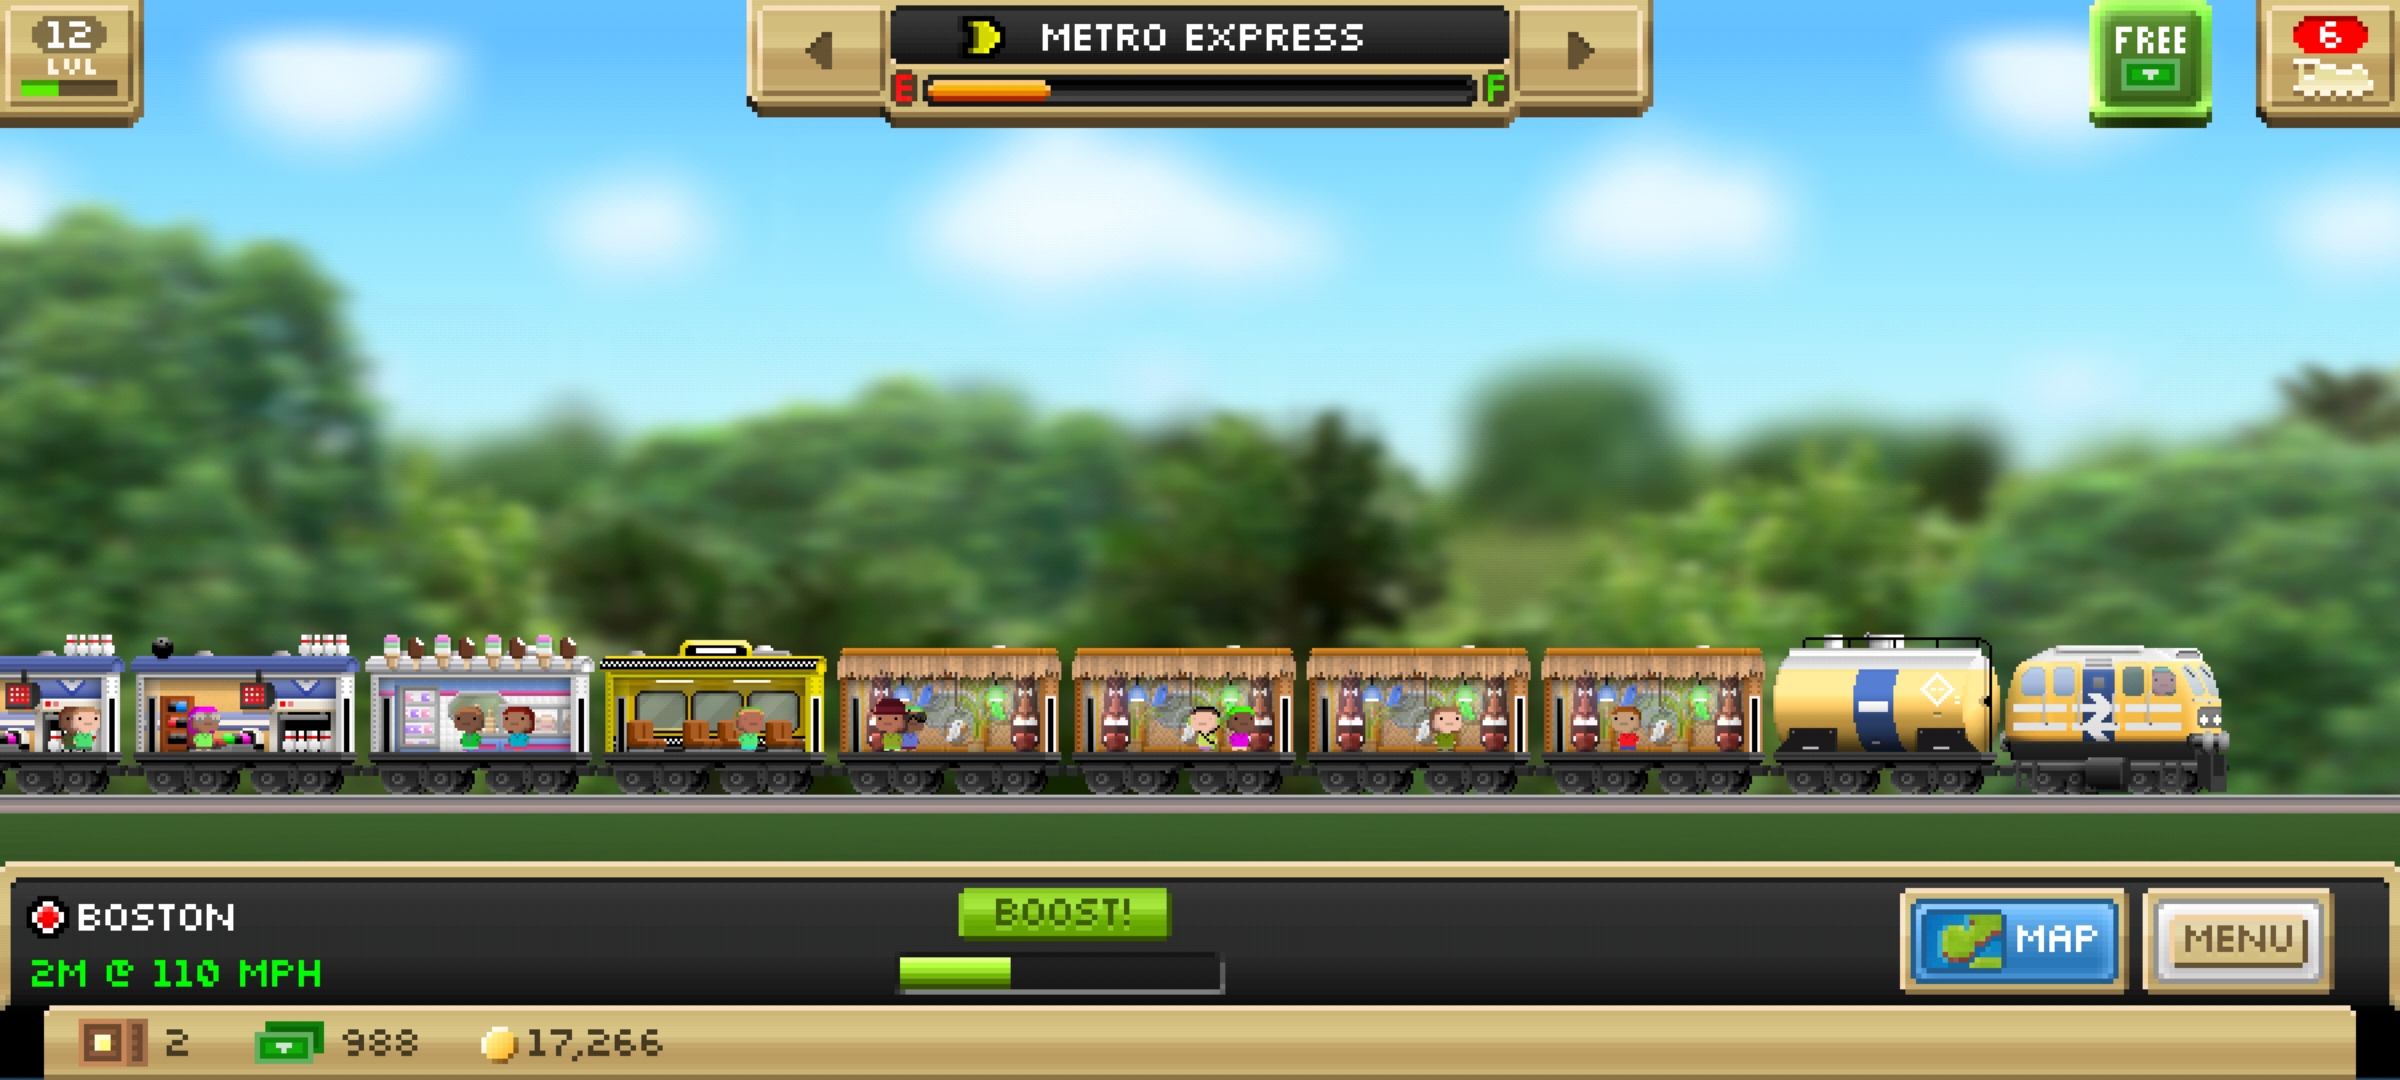 12
LVL
METRO EXPRESS
E F
FREE
6
BOSTON
2M @ 110 MPH
BOOST!
MAP
MENU
2 988 17,266